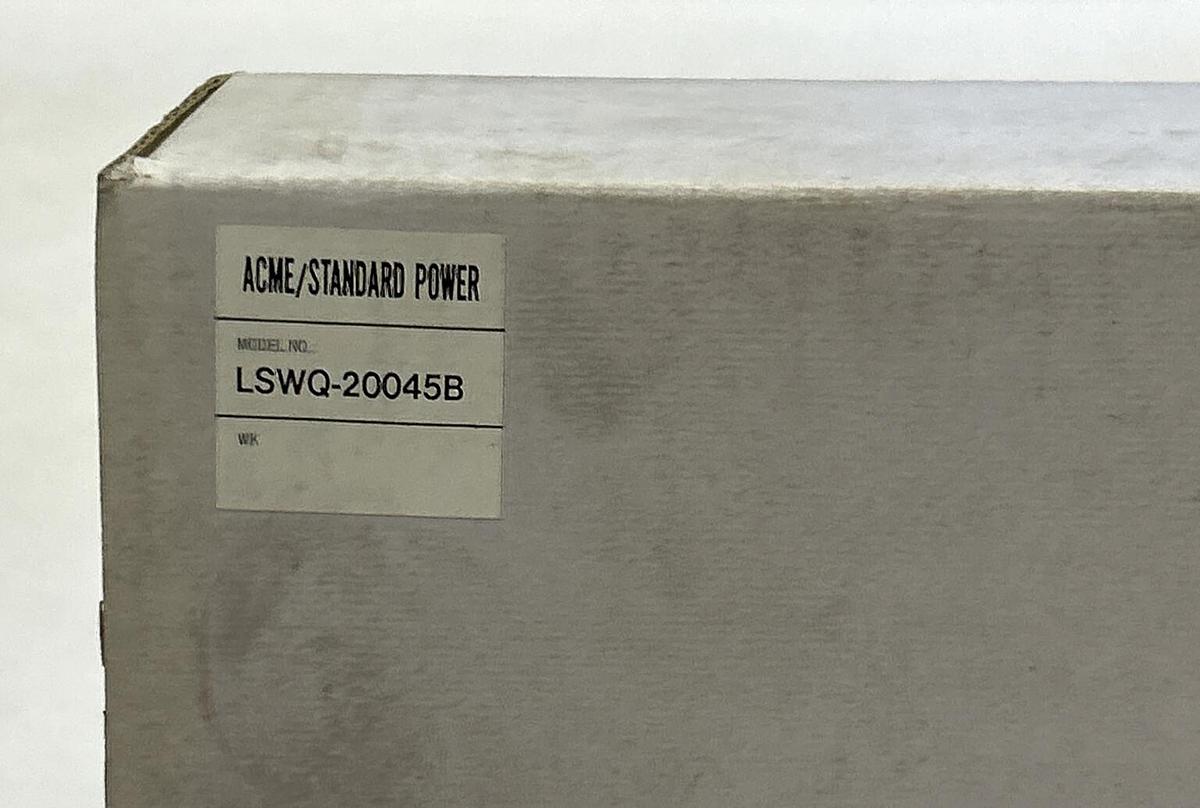 ACME/STANDARD POWER
MODEL NO.
LSWQ-20045B
WK